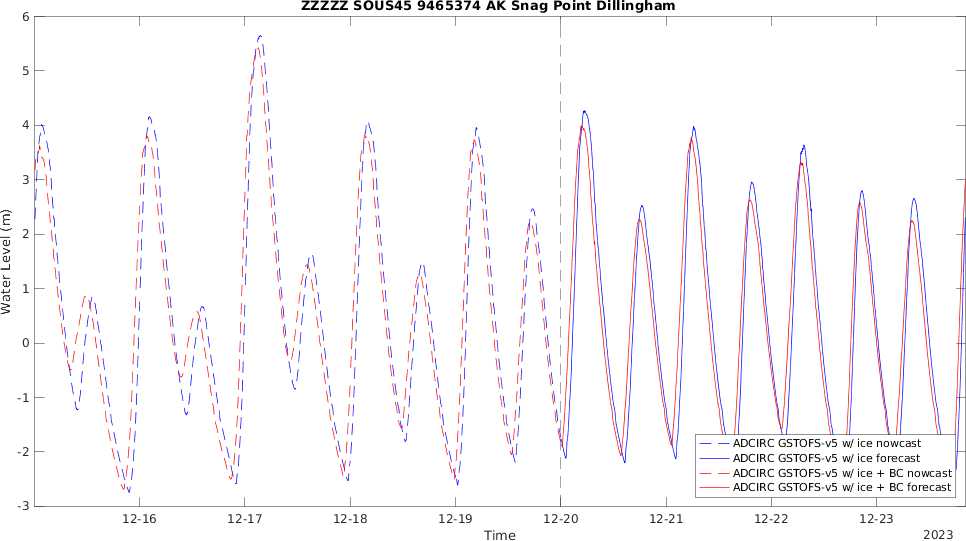 ZZZZZ SOUS45 9465374 AK Snag Point Dillingham
6
5
4
3
2
1
0
-1
-2
-3
Water Level (m)
ADCIRC GSTOFS-v5 w/ ice nowcast
ADCIRC GSTOFS-v5 w/ ice forecast
ADCIRC GSTOFS-v5 w/ ice + BC nowcast
ADCIRC GSTOFS-v5 w/ ice + BC forecast
12-16 12-17 12-18 12-19 12-20 12-21 12-22 12-23
Time
2023